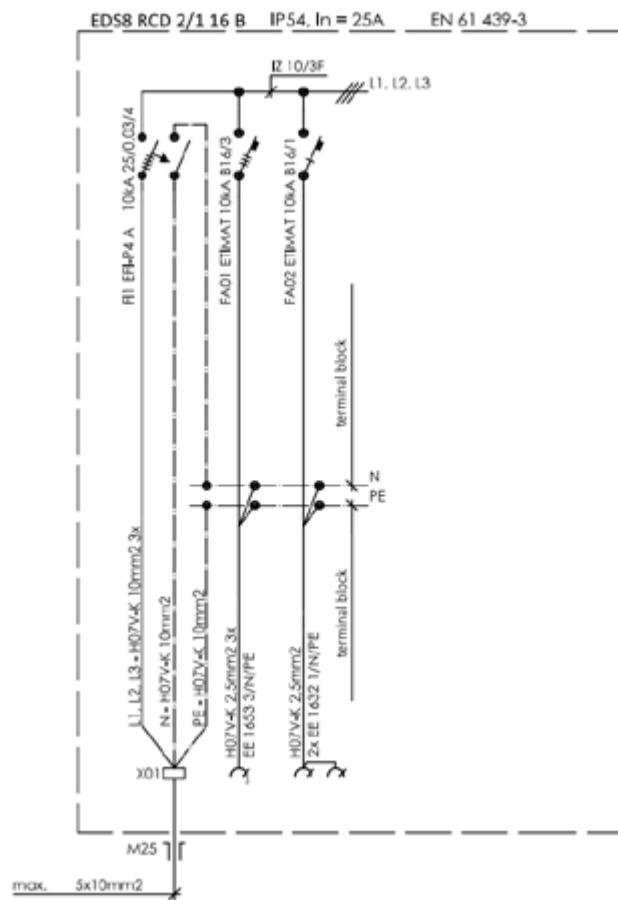 EDS8 RCD 2/1 16 B IP54, In = 25A EN 61 439-3
IZ 10/3F
L1, L2, L3
FI1 EFI-P4 A 10kA 25/0,03/4
FA01 ETIMAT 10kA B16/3
FA02 ETIMAT 10kA B16/1
terminal block
N
PE
terminal block
L1, L2, L3 - H07V-K 10mm2 3x
N - H07V-K 10mm2
PE - H07V-K 10mm2
H07V-K 2,5mm2 3x
EE 1653 3/N/PE
H07V-K 2,5mm2
2x EE 1632 1/N/PE
X01
M25
max. 5x10mm2